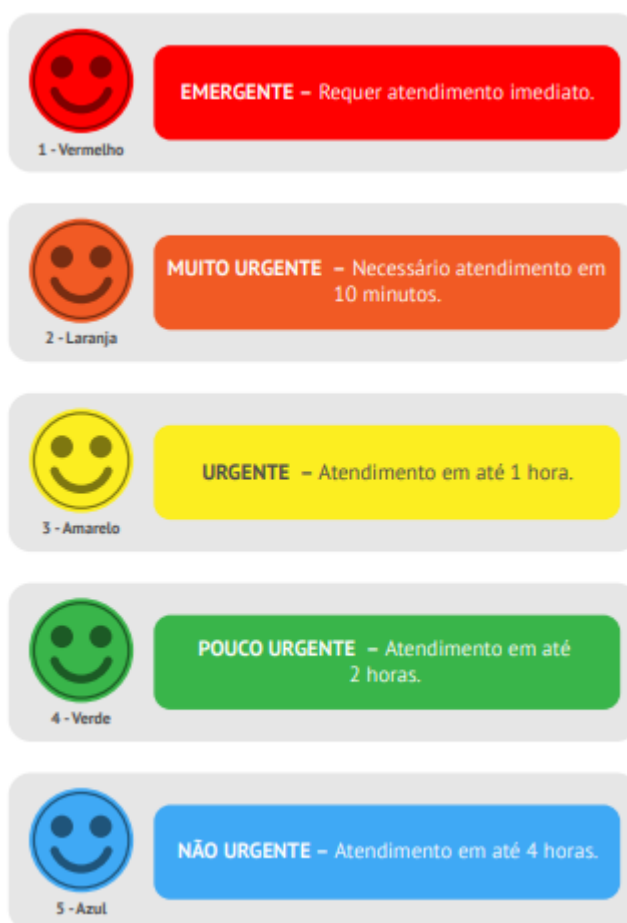 EMERGENTE – Requer atendimento imediato.
1 - Vermelho
MUITO URGENTE – Necessário atendimento em
10 minutos.
2 - Laranja
URGENTE – Atendimento em até 1 hora.
3 - Amarelo
POUCO URGENTE – Atendimento em até
2 horas.
4 - Verde
NÃO URGENTE – Atendimento em até 4 horas.
5 - Azul